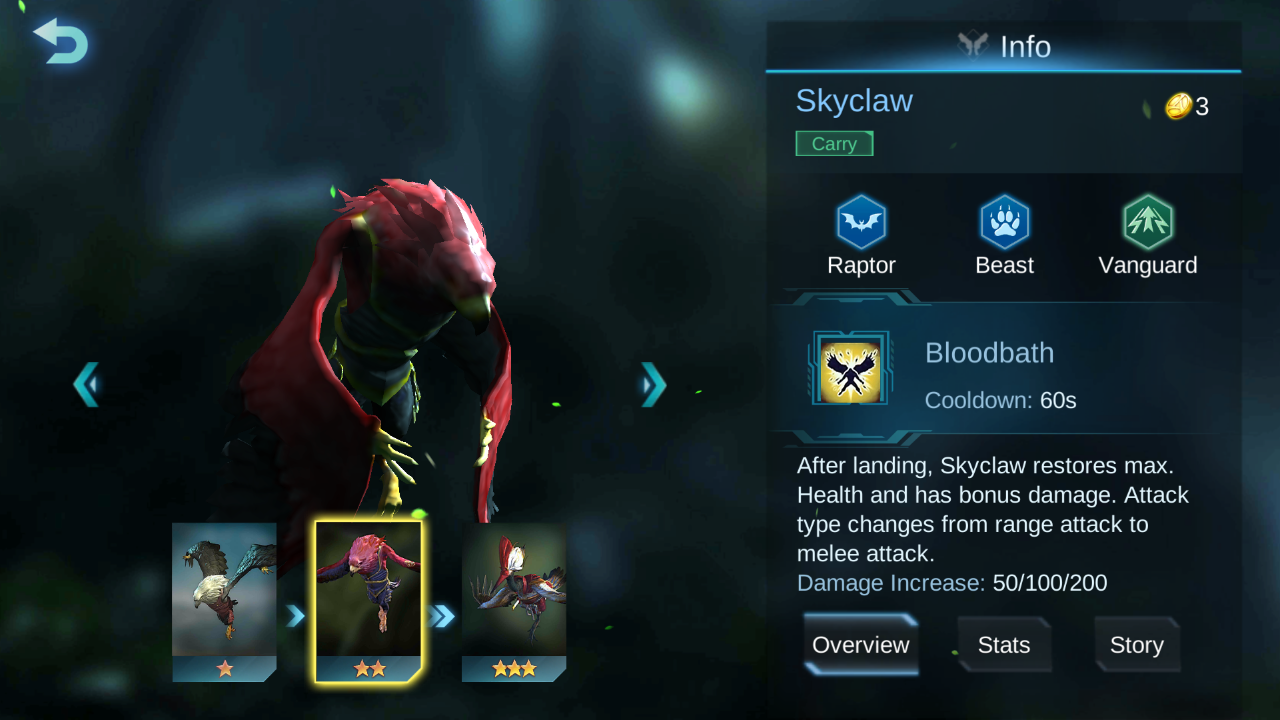 Info
Skyclaw
3
Carry
Raptor
Beast
Vanguard
Bloodbath
Cooldown: 60s
After landing, Skyclaw restores max.
Health and has bonus damage. Attack
type changes from range attack to
melee attack.
Damage Increase: 50/100/200
Overview
Stats
Story